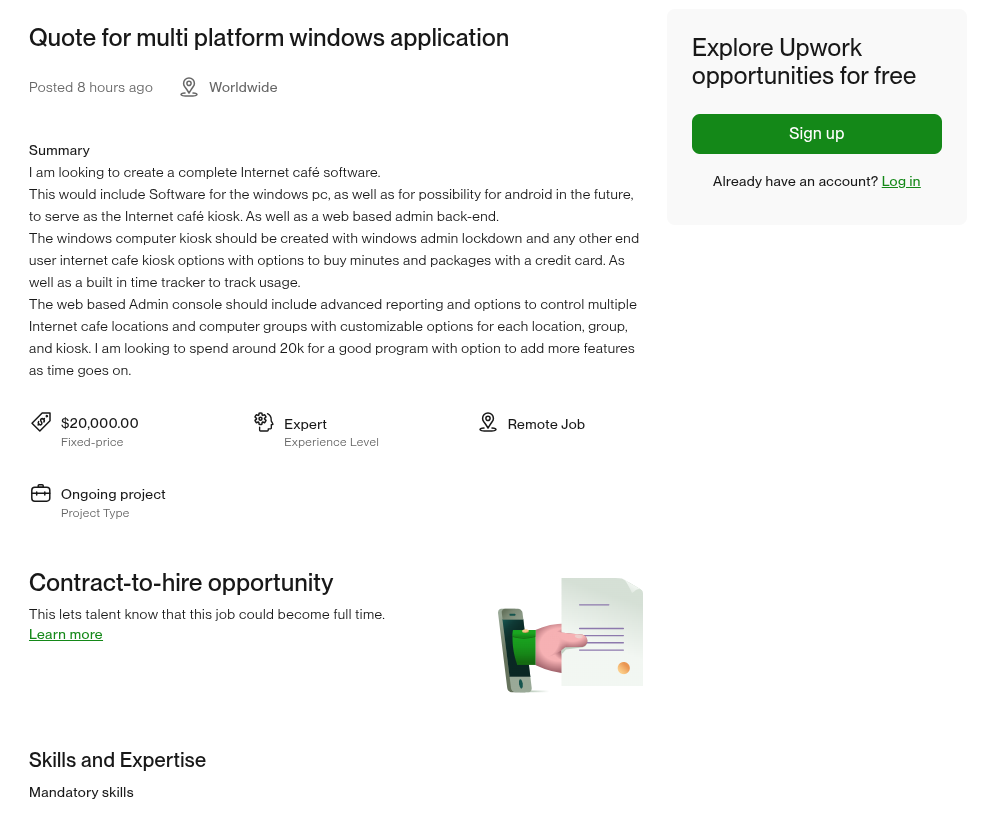 Quote for multi platform windows application
Posted 8 hours ago
Worldwide
Summary
I am looking to create a complete Internet café software.
This would include Software for the windows pc, as well as for possibility for android in the future,
to serve as the Internet café kiosk. As well as a web based admin back-end.
The windows computer kiosk should be created with windows admin lockdown and any other end
user internet cafe kiosk options with options to buy minutes and packages with a credit card. As
well as a built in time tracker to track usage.
The web based Admin console should include advanced reporting and options to control multiple
Internet cafe locations and computer groups with customizable options for each location, group,
and kiosk. I am looking to spend around 20k for a good program with option to add more features
as time goes on.
$20,000.00
Fixed-price
Expert
Experience Level
Remote Job
Ongoing project
Project Type
Contract-to-hire opportunity
This lets talent know that this job could become full time.
Learn more
Skills and Expertise
Mandatory skills
Explore Upwork
opportunities for free
Sign up
Already have an account? Log in